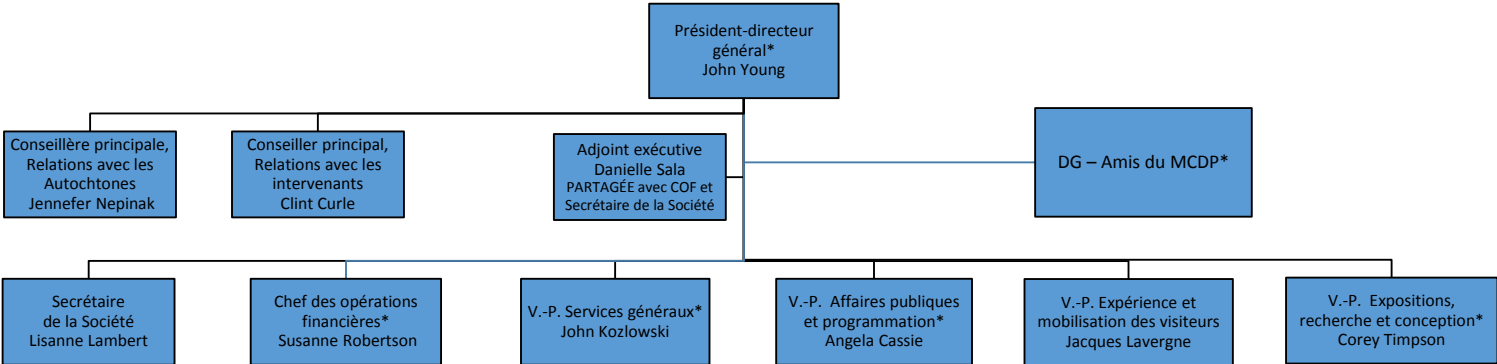 Président-directeur
général*
John Young
Conseillère principale,
Relations avec les
Autochtones
Jennefer Nepinak
Conseiller principal,
Relations avec les
intervenants
Clint Curle
Adjoint exécutive
Danielle Sala
PARTAGÉE avec COF et
Secrétaire de la Société
DG – Amis du MCDP*
Secrétaire
de la Société
Lisanne Lambert
Chef des opérations
financières*
Susanne Robertson
V.-P. Services généraux*
John Kozlowski
V.-P. Affaires publiques
et programmation*
Angela Cassie
V.-P. Expérience et
mobilisation des visiteurs
Jacques Lavergne
V.-P. Expositions,
recherche et conception*
Corey Timpson